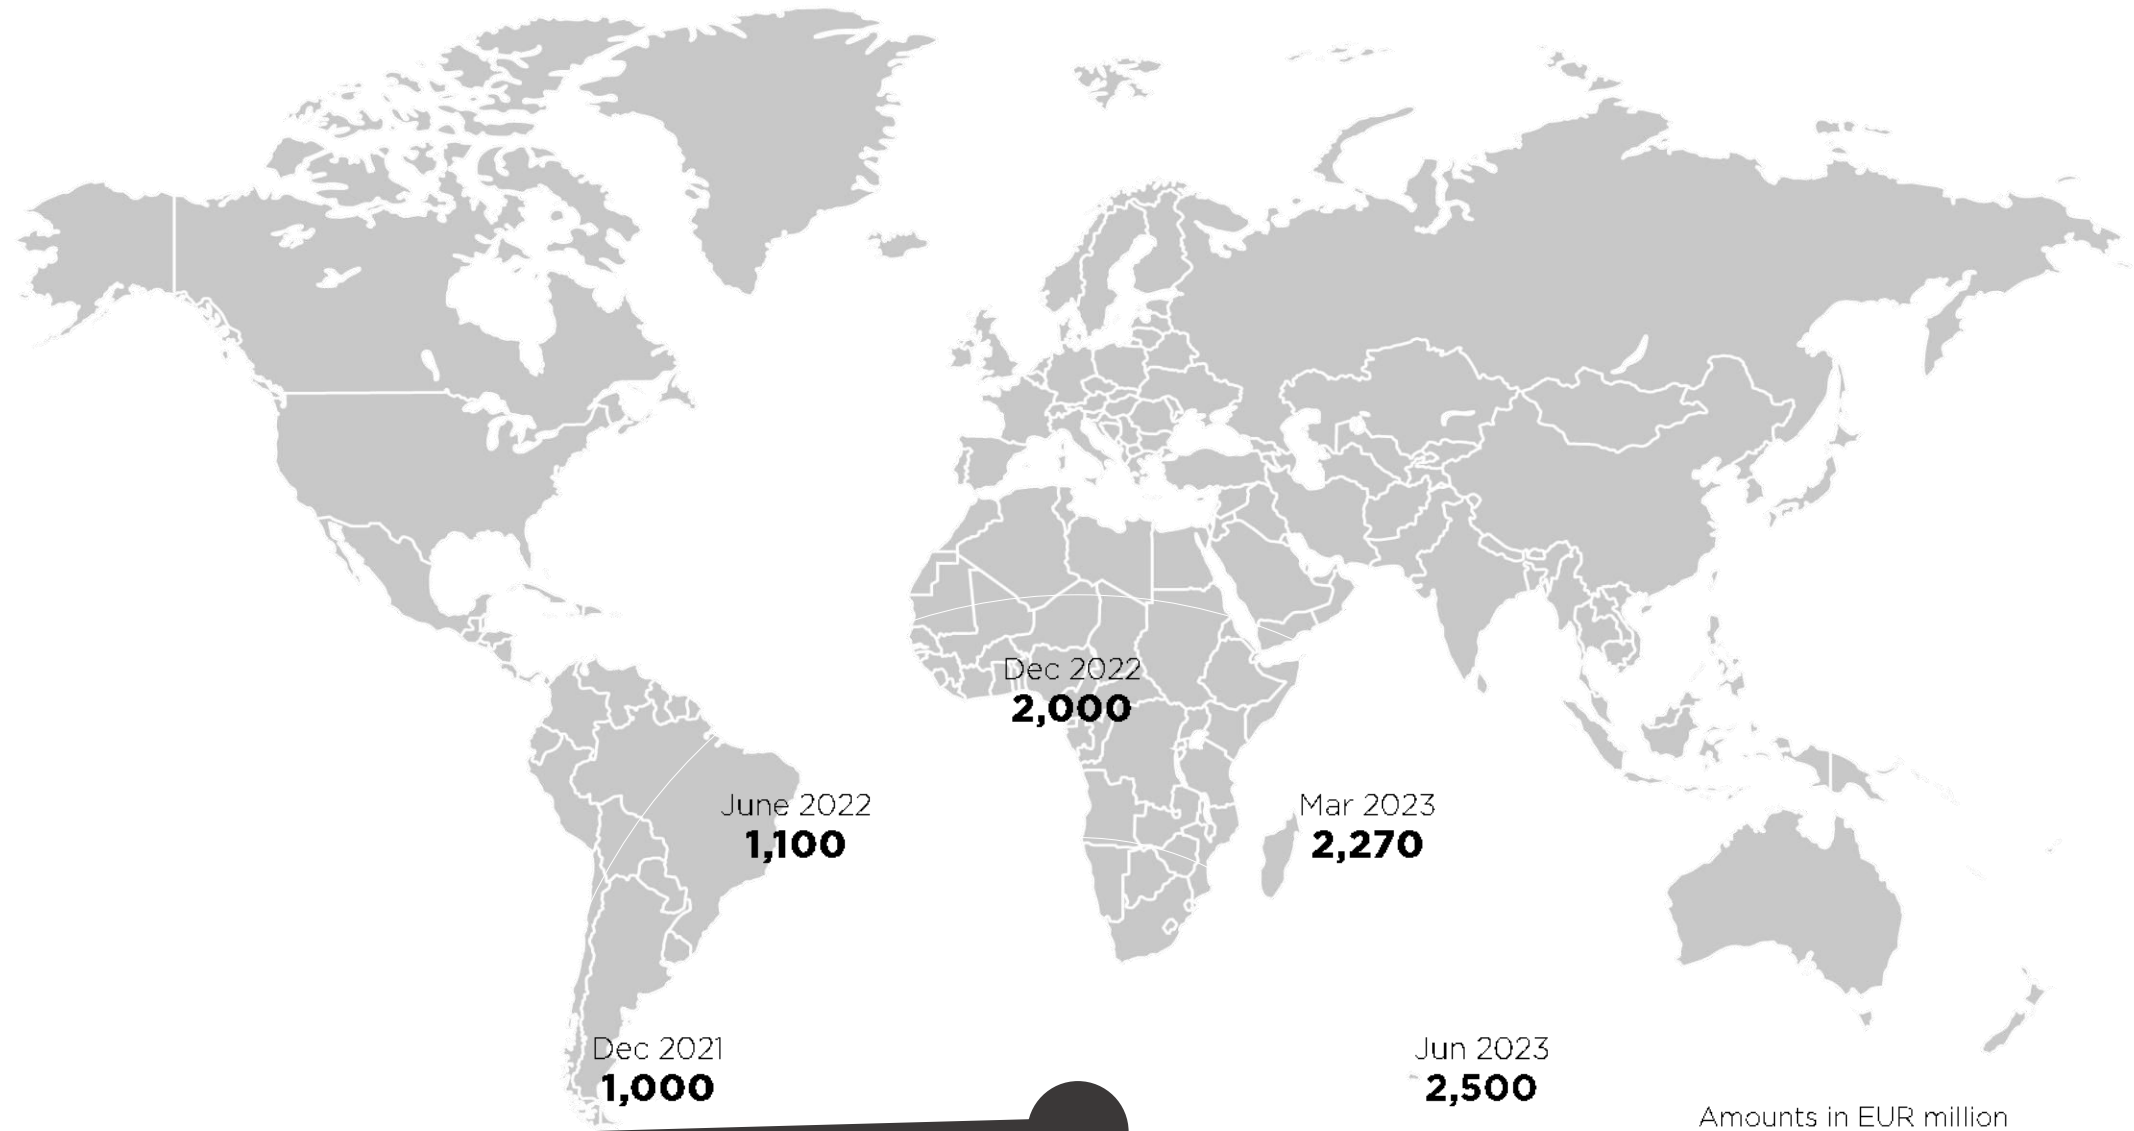 Dec 2022
2,000
June 2022
1,100
Mar 2023
2,270
Dec 2021
1,000
Jun 2023
2,500
Amounts in EUR million